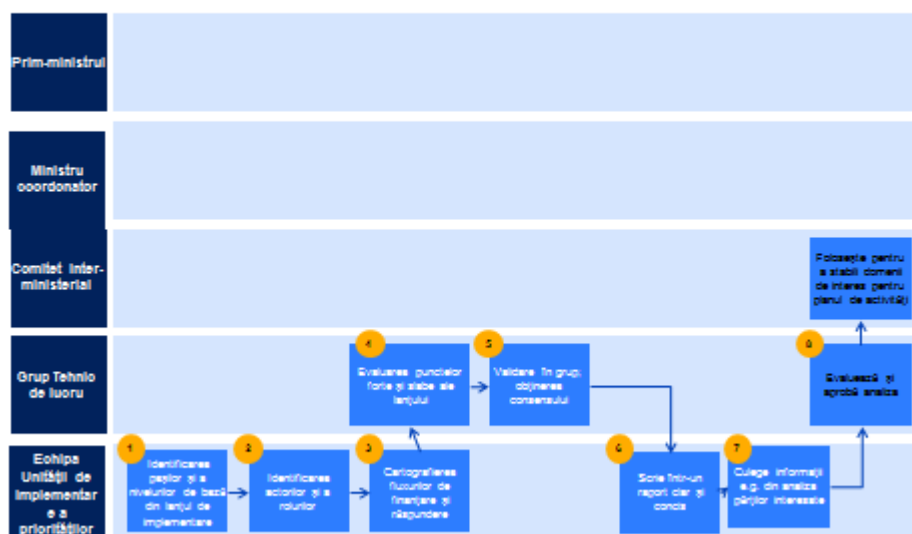 Prim-ministrul
Ministru
coordonator
Comitet inter-
ministerial
Folosește pentru
a stabili domenii
de interes pentru
planul de activități
Grup Tehnic
de lucru
4
Evaluarea punctelor
forte și slabe ale
lanțului
5
Validare în grup;
obținerea
consensului
8
Evaluează și
aprobă analiza
Echipa
Unității de
Implementar
e a
priorităților
1
Identificarea
pașilor și a
nivelurilor de bază
din lanțul de
implementare
2
Identificarea
actorilor și a
rolurilor
3
Cartografierea
fluxurilor de
finanțare și
răspundere
6
Scrie într-un
raport clar și
concis
7
Culege informații
e.g. din analiza
părților interesate